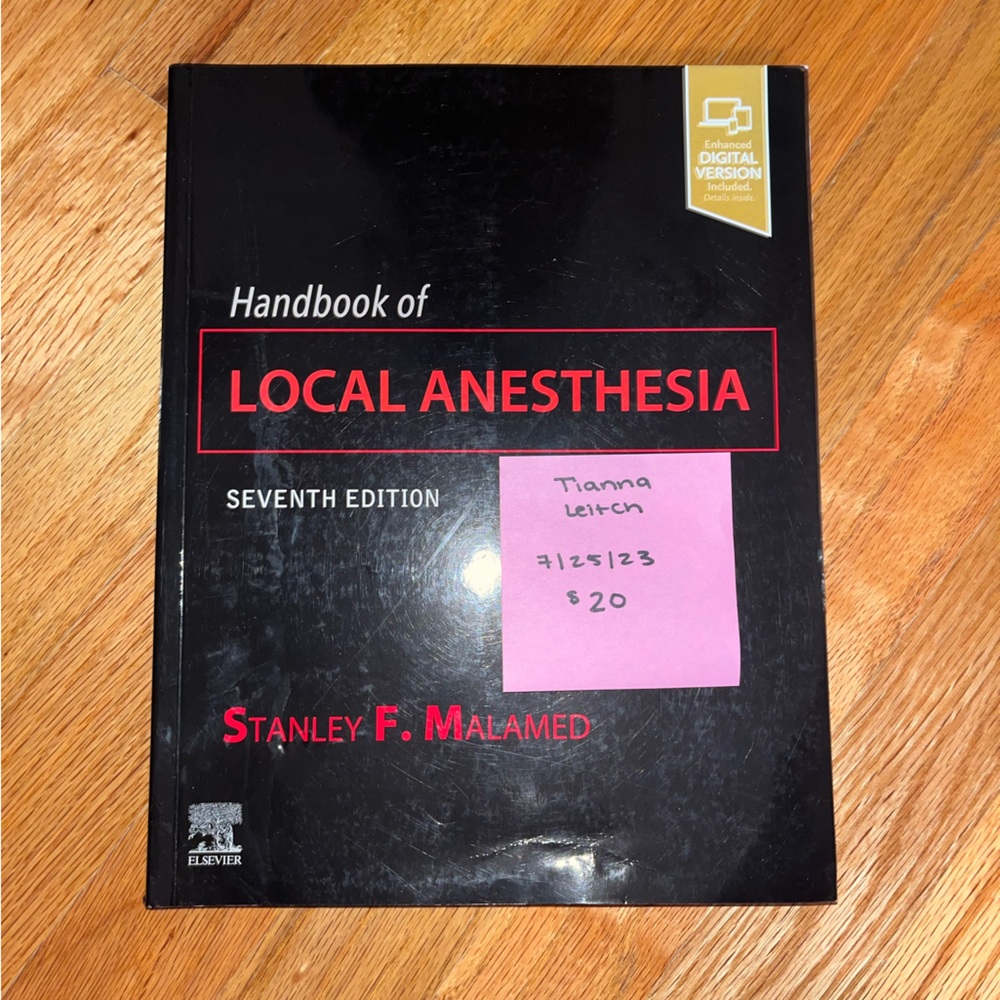 Enhanced
DIGITAL
VERSION
Included.
Details inside.
Handbook of
LOCAL ANESTHESIA
SEVENTH EDITION
Tianna
Leitch
7/25/23
$20
STANLEY F. MALAMED
ELSEVIER